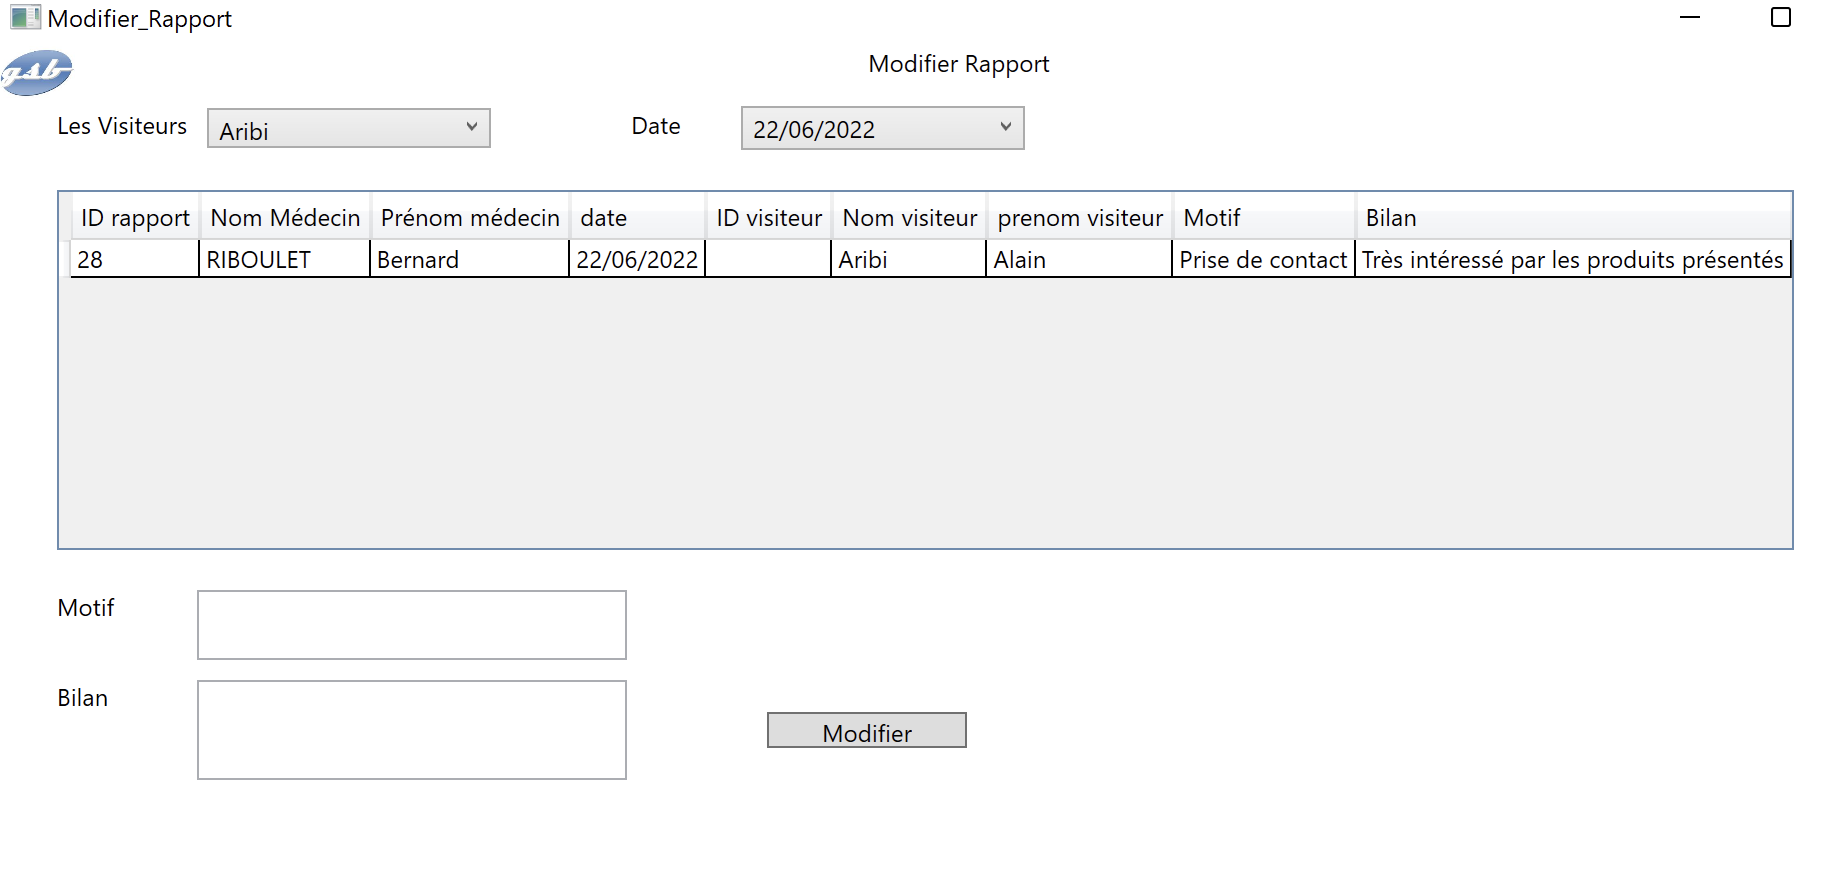 Modifier_Rapport
gsb
Modifier Rapport
Les Visiteurs Aribi Date 22/06/2022
ID rapport Nom Médecin Prénom médecin date ID visiteur Nom visiteur prenom visiteur Motif Bilan
28 RIBOULET Bernard 22/06/2022 Aribi Alain Prise de contact Très intéressé par les produits présentés
Motif
Bilan
Modifier